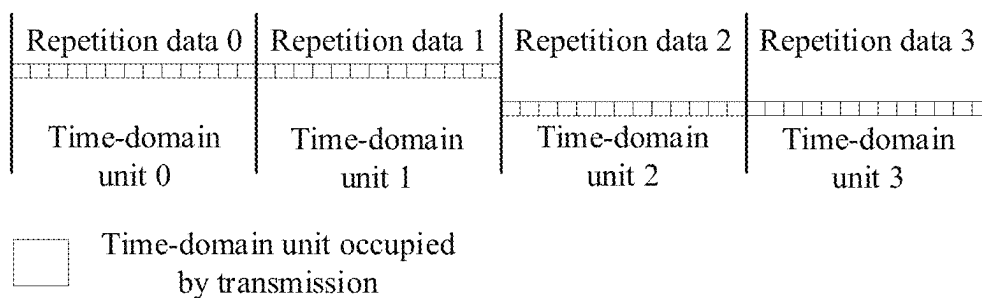 Repetition data 0 Repetition data 1 Repetition data 2 Repetition data 3
Time-domain unit 0 Time-domain unit 1 Time-domain unit 2 Time-domain unit 3
Time-domain unit occupied
by transmission